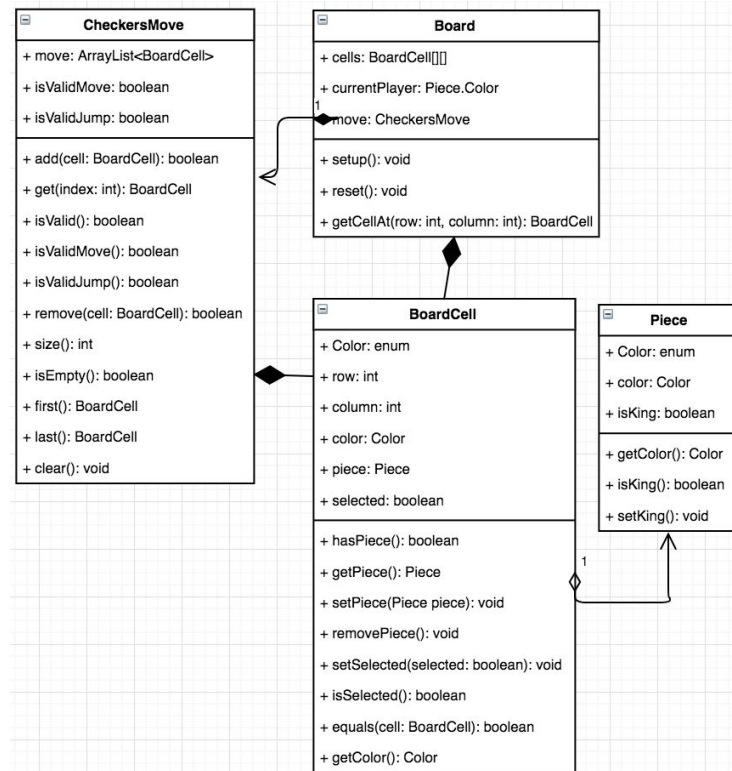 CheckersMove
+ move: ArrayList<BoardCell>
+ isValidMove: boolean
+ isValidJump: boolean
+ add(cell: BoardCell): boolean
+ get(index: int): BoardCell
+ isValid(): boolean
+ isValidMove(): boolean
+ isValidJump(): boolean
+ remove(cell: BoardCell): boolean
+ size(): int
+ isEmpty(): boolean
+ first(): BoardCell
+ last(): BoardCell
+ clear(): void
Board
+ cells: BoardCell[][]
+ currentPlayer: Piece.Color
1
move: CheckersMove
+ setup(): void
+ reset(): void
+ getCellAt(row: int, column: int): BoardCell
BoardCell
+ Color: enum
+ row: int
+ column: int
+ color: Color
+ piece: Piece
+ selected: boolean
+ hasPiece(): boolean
+ getPiece(): Piece
+ setPiece(Piece piece): void
+ removePiece(): void
+ setSelected(selected: boolean): void
+ isSelected(): boolean
+ equals(cell: BoardCell): boolean
+ getColor(): Color
Piece
+ Color: enum
+ color: Color
+ isKing: boolean
+ getColor(): Color
+ isKing(): boolean
+ setKing(): void
1